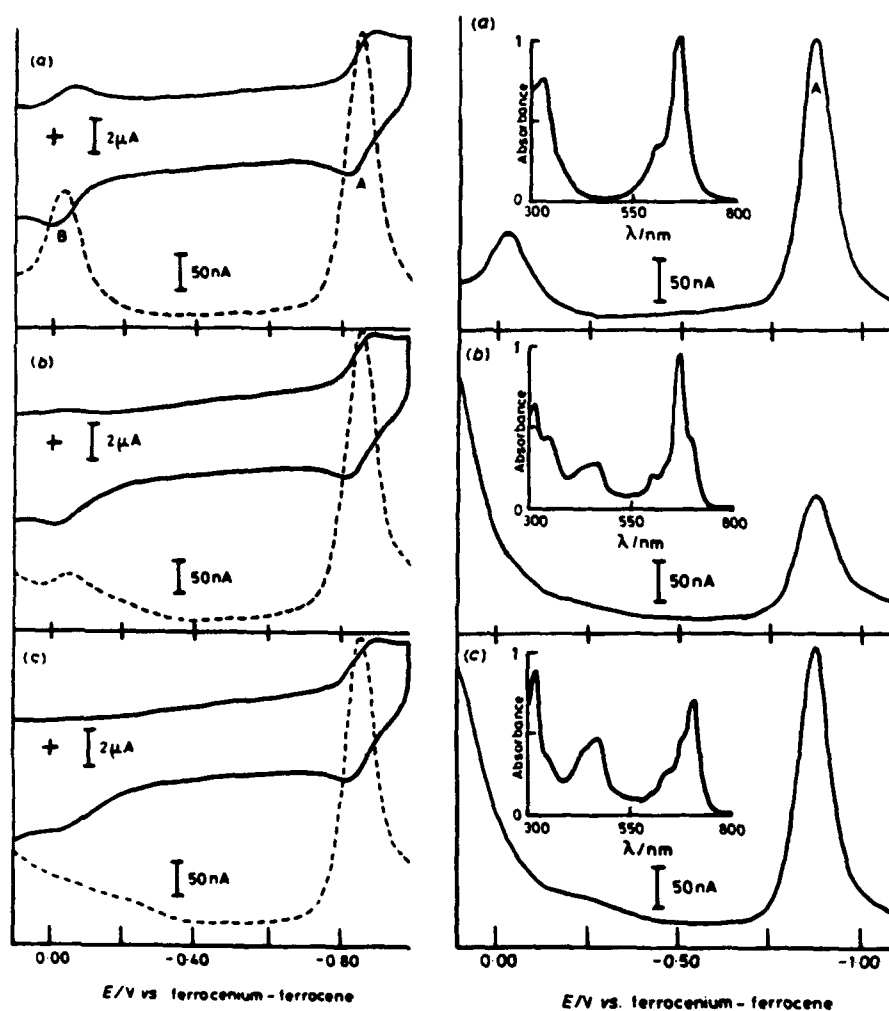 (a)
+ 2μA
A
B
50nA
(b)
+ 2μA
50nA
(c)
+ 2μA
50nA
0·00 -0·40 -0·80
E/V vs ferrocenium-ferrocene
(a)
1
Absorbance
0
300 550 800
λ/nm
A
50nA
(b)
1
Absorbance
0
300 550 800
λ/nm
50nA
(c)
1
Absorbance
0
300 550 800
λ/nm
50nA
0·00 -0·50 -1·00
E/V vs. ferrocenium-ferrocene